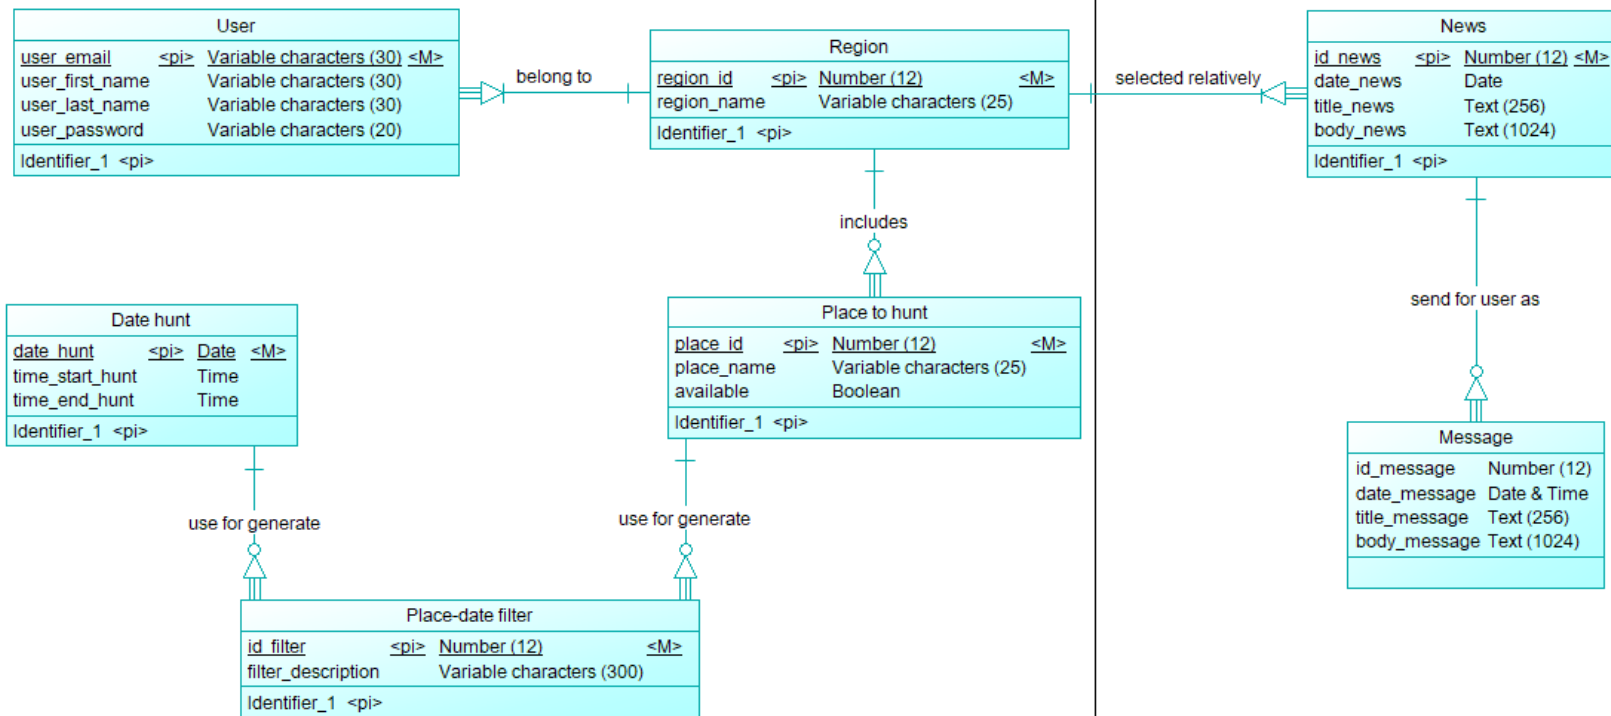 User
user_email <pi> Variable characters (30) <M>
user_first_name Variable characters (30)
user_last_name Variable characters (30)
user_password Variable characters (20)
Identifier_1 <pi>
belong to
Region
region_id <pi> Number (12) <M>
region_name Variable characters (25)
Identifier_1 <pi>
selected relatively
News
id_news <pi> Number (12) <M>
date_news Date
title_news Text (256)
body_news Text (1024)
Identifier_1 <pi>
includes
send for user as
Date hunt
date_hunt <pi> Date <M>
time_start_hunt Time
time_end_hunt Time
Identifier_1 <pi>
Place to hunt
place_id <pi> Number (12) <M>
place_name Variable characters (25)
available Boolean
Identifier_1 <pi>
Message
id_message Number (12)
date_message Date & Time
title_message Text (256)
body_message Text (1024)
use for generate
use for generate
Place-date filter
id_filter <pi> Number (12) <M>
filter_description Variable characters (300)
Identifier_1 <pi>